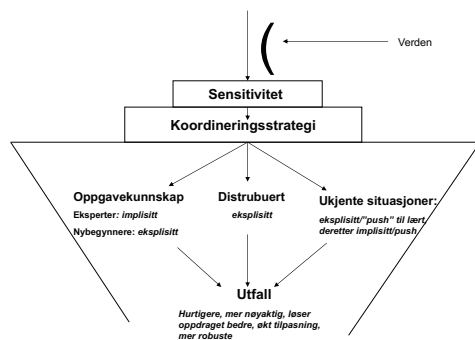 Verden
Sensitivitet
Koordineringsstrategi
Oppgavekunnskap
Eksperter: implisitt
Nybegynnere: eksplisitt
Distrubuert
eksplisitt
Ukjente situasjoner:
eksplisitt/”push” til lært,
deretter implisitt/push
Utfall
Hurtigere, mer nøyaktig, løser
oppdraget bedre, økt tilpasning,
mer robuste